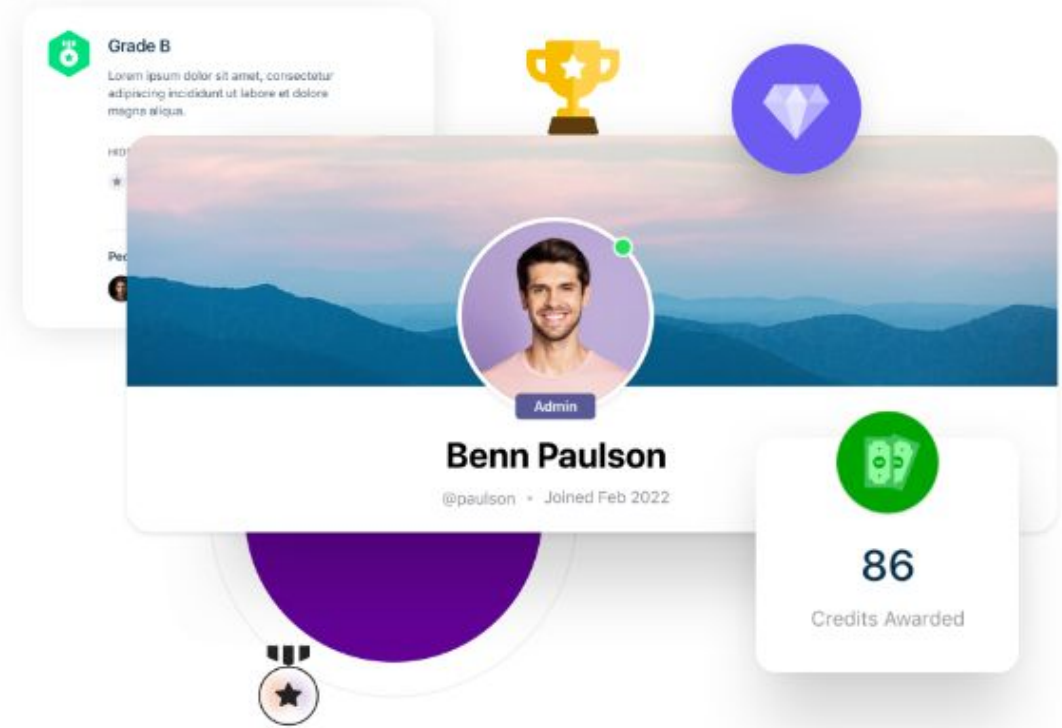 Grade B
Lorem ipsum dolor sit amet, consectetur
adipiscing incididunt ut labore et dolore
magna aliqua.
Admin
Benn Paulson
@paulson • Joined Feb 2022
86
Credits Awarded